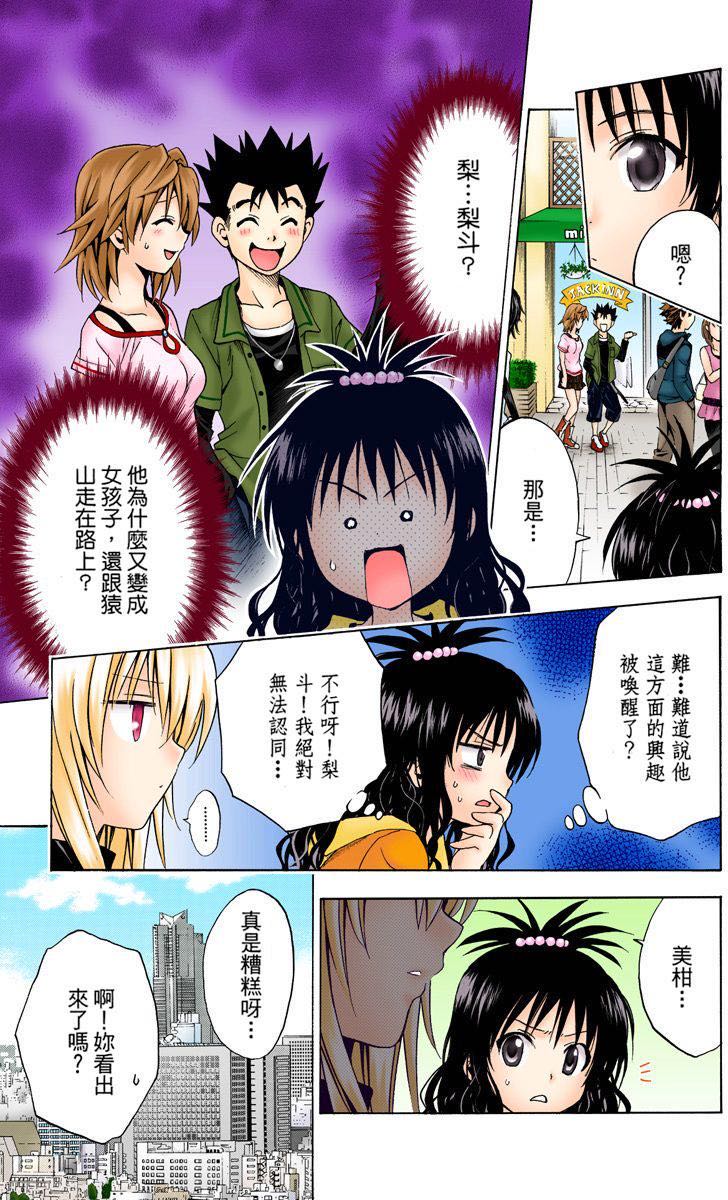 嗯？
mi
JACK INN
那是…
梨…梨斗？
他為什麼又變成
女孩子，還跟猿
山走在路上？
難…難道說他
這方面的興趣
被喚醒了？
不行呀！梨
斗！我絕對
無法認同…
……
美柑…
真是糟糕呀…
啊！妳看出
來了嗎？